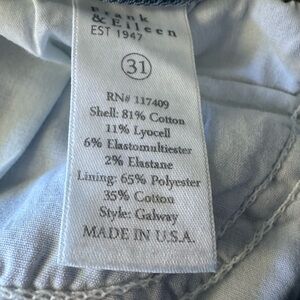 Frank
& Eileen
EST 1947
31
RN# 117409
Shell: 81% Cotton
11% Lyocell
6% Elastomultiester
2% Elastane
Lining: 65% Polyester
35% Cotton
Style: Galway
MADE IN U.S.A.